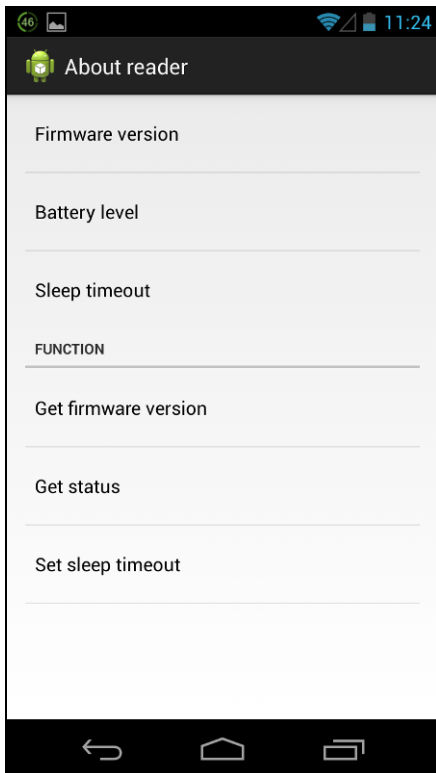 46
11:24
About reader
Firmware version
Battery level
Sleep timeout
FUNCTION
Get firmware version
Get status
Set sleep timeout